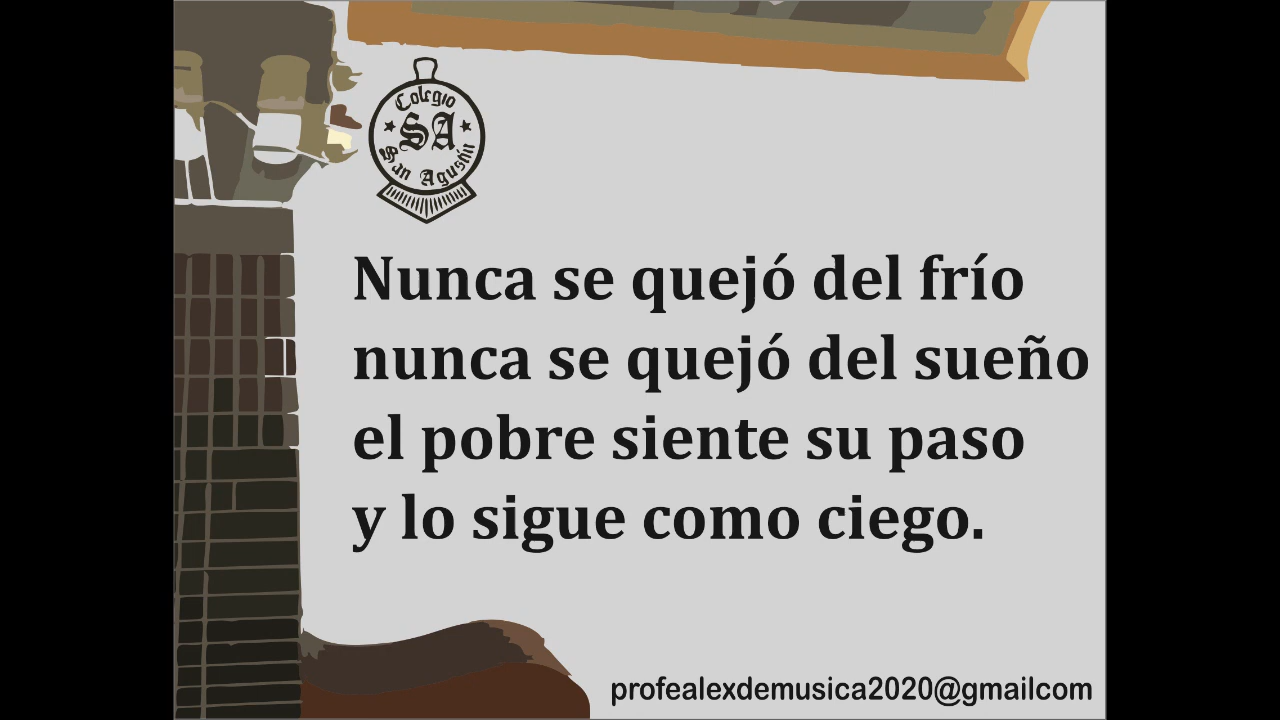 Colegio
SA
San Agustín
Nunca se quejó del frío
nunca se quejó del sueño
el pobre siente su paso
y lo sigue como ciego.
profealexdemusica2020@gmailcom